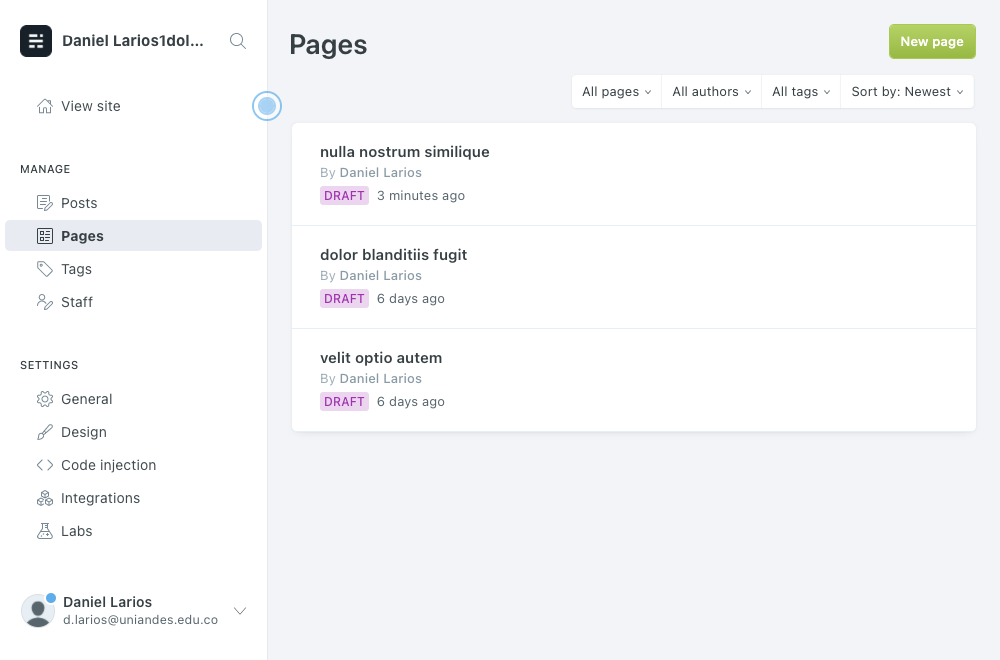 Daniel Larios1dol...
View site
MANAGE
Posts
Pages
Tags
Staff
SETTINGS
General
Design
Code injection
Integrations
Labs
Daniel Larios
d.larios@uniandes.edu.co
Pages
New page
All pages
All authors
All tags
Sort by: Newest
nulla nostrum similique
By Daniel Larios
DRAFT 3 minutes ago
dolor blanditiis fugit
By Daniel Larios
DRAFT 6 days ago
velit optio autem
By Daniel Larios
DRAFT 6 days ago